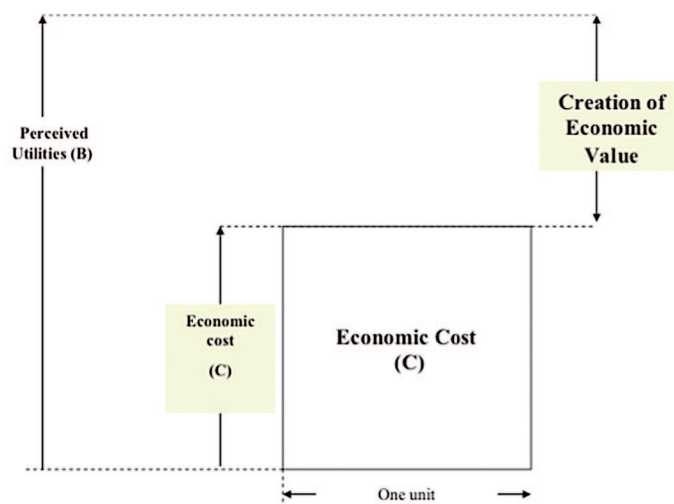 Perceived
Utilities (B)
Creation of
Economic
Value
Economic
cost
(C)
Economic Cost
(C)
One unit